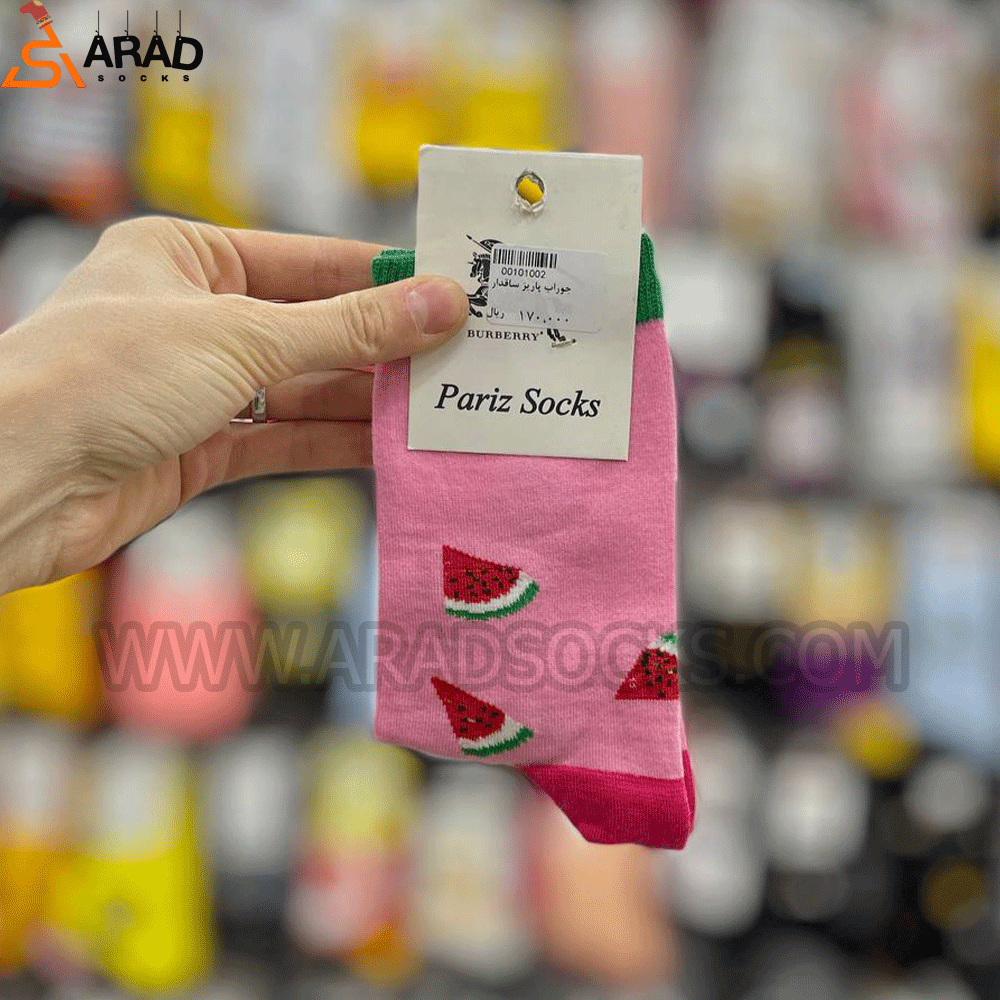 ARAD
SOCKS
00101002
جوراب پاریز ساقدار
۱۷۰,۰۰۰ ریال
BURBERRY
Pariz Socks
WWW.ARADSOCKS.COM